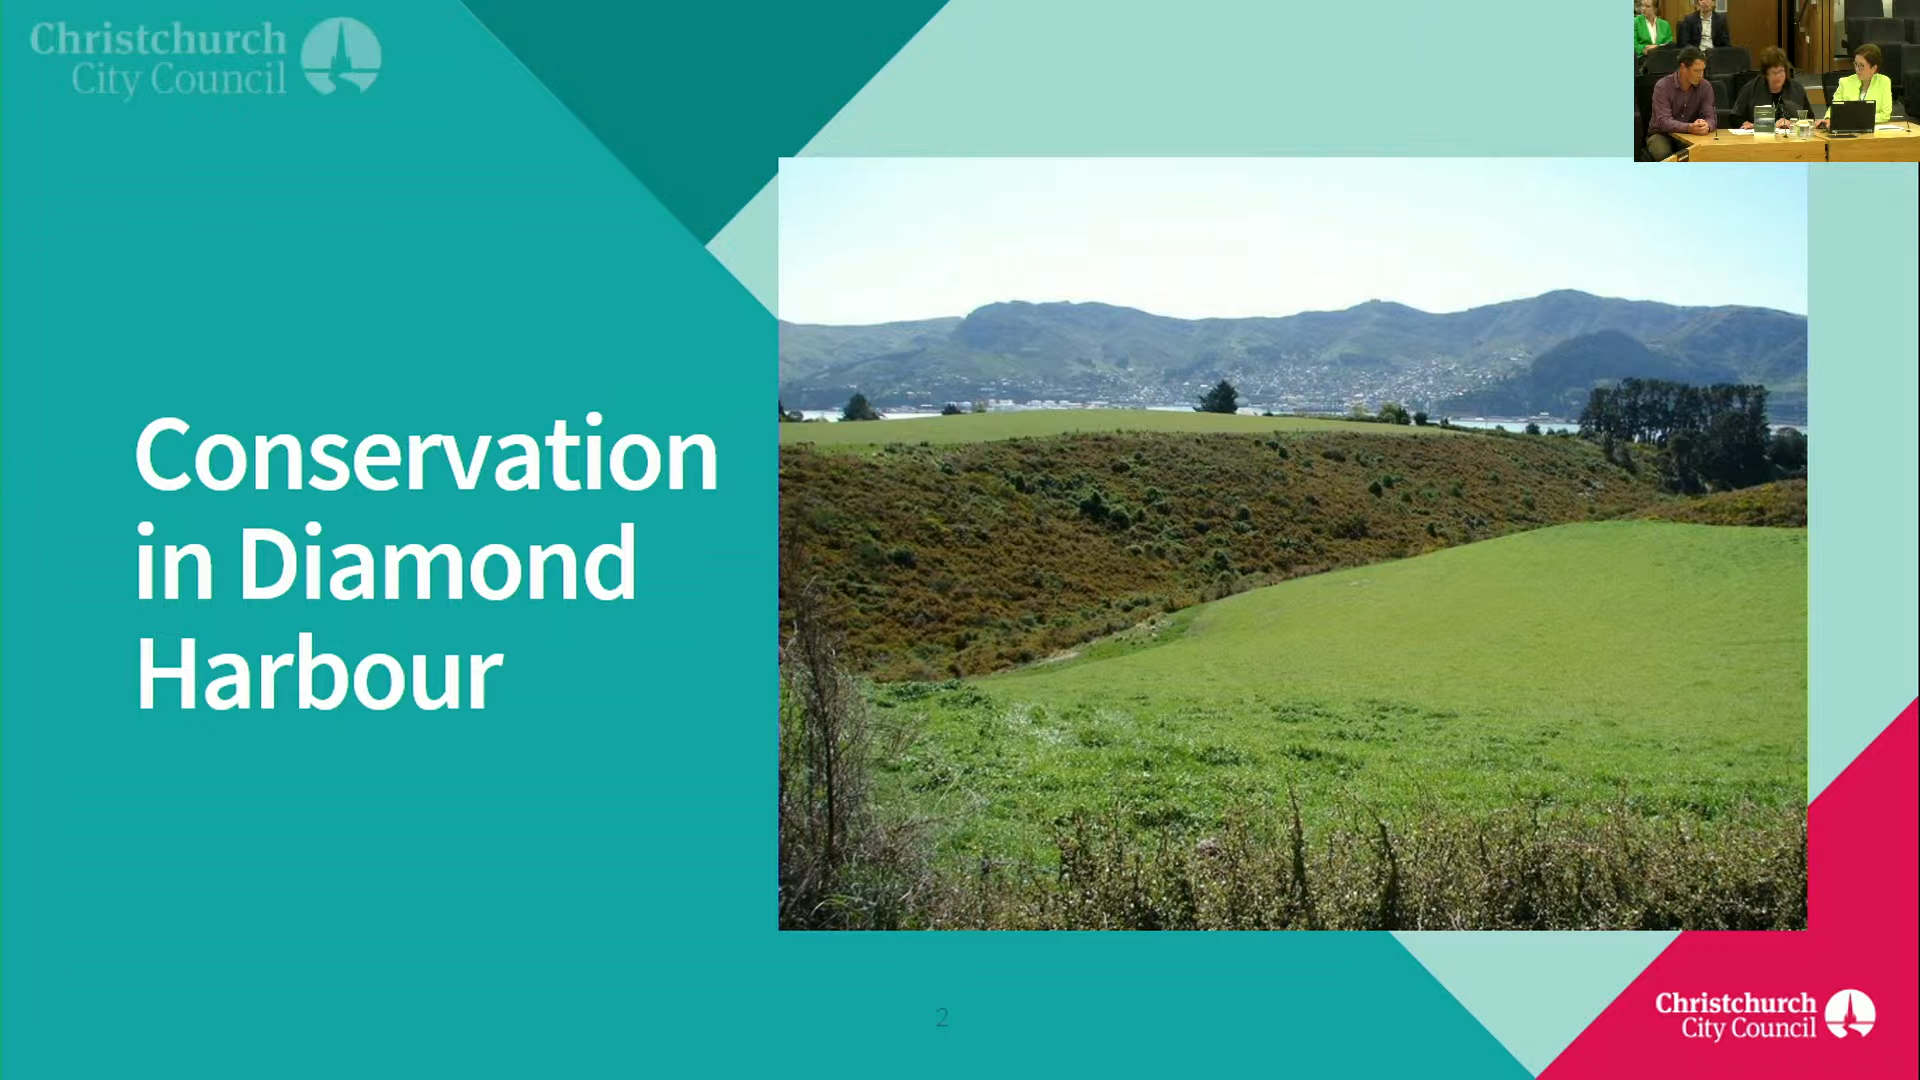 Christchurch
City Council
Conservation
in Diamond
Harbour
2
Christchurch
City Council